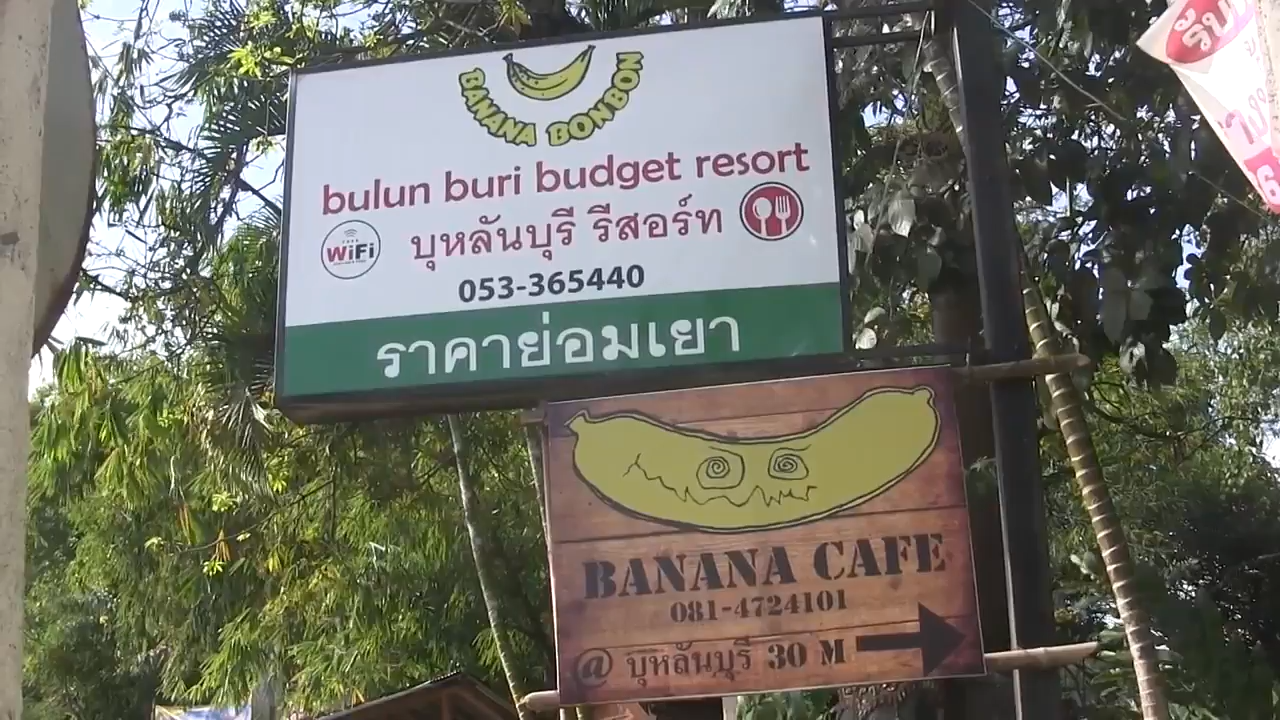 BANANA BONBON
bulun buri budget resort
WiFi
บุหลันบุรี รีสอร์ท
053-365440
ราคาย่อมเยา
BANANA CAFE
081-4724101
@ บุหลันบุรี 30 M